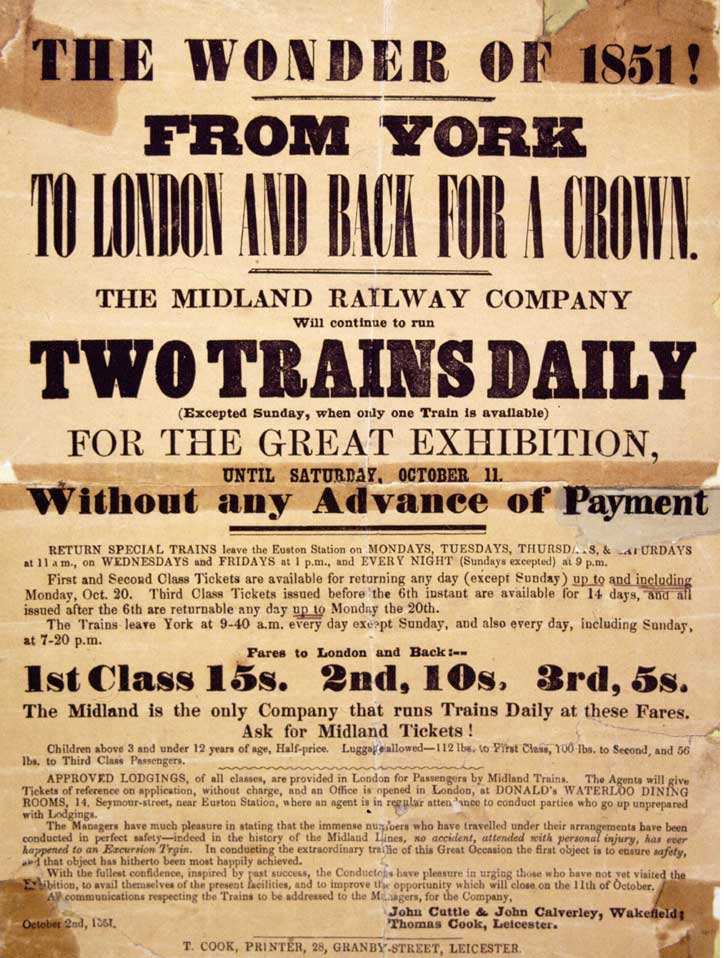 THE WONDER OF 1851!
FROM YORK
TO LONDON AND BACK FOR A CROWN.
THE MIDLAND RAILWAY COMPANY
Will continue to run
TWO TRAINS DAILY
(Excepted Sunday, when only one Train is available)
FOR THE GREAT EXHIBITION,
UNTIL SATURDAY, OCTOBER 11.
Without any Advance of Payment
RETURN SPECIAL TRAINS leave the Euston Station on MONDAYS, TUESDAYS, THURSDAYS, & SATURDAYS
at 11 a m., on WEDNESDAYS and FRIDAYS at 1 p.m., and EVERY NIGHT (Sundays excepted) at 9 p.m.
First and Second Class Tickets are available for returning any day (except Sunday) up to and including
Monday, Oct. 20. Third Class Tickets issued before the 6th instant are available for 14 days, and all
issued after the 6th are returnable any day up to Monday the 20th.
The Trains leave York at 9-40 a.m. every day except Sunday, and also every day, including Sunday,
at 7-20 p.m.
Fares to London and Back:--
1st Class 15s. 2nd, 10s, 3rd, 5s.
The Midland is the only Company that runs Trains Daily at these Fares.
Ask for Midland Tickets!
Children above 3 and under 12 years of age, Half-price. Luggage allowed—112 lbs. to First Class, 100 lbs. to Second, and 56
lbs. to Third Class Passengers.
APPROVED LODGINGS, of all classes, are provided in London for Passengers by Midland Trains. The Agents will give
Tickets of reference on application, without charge, and an Office is opened in London, at DONALD's WATERLOO DINING
ROOMS, 14, Seymour-street, near Euston Station, where an agent is in regular attendance to conduct parties who go up unprepared
with Lodgings.
The Managers have much pleasure in stating that the immense numbers who have travelled under their arrangements have been
conducted in perfect safety—indeed in the history of the Midland Lines, no accident, attended with personal injury, has ever
happened to an Excursion Train. In conducting the extraordinary traffic of this Great Occasion the first object is to ensure safety,
and that object has hitherto been most happily achieved.
With the fullest confidence, inspired by past success, the Conductors have pleasure in urging those who have not yet visited the
Exhibition, to avail themselves of the present facilities, and to improve the opportunity which will close on the 11th of October.
All communications respecting the Trains to be addressed to the Managers, for the Company,
John Cuttle & John Calverley, Wakefield;
Thomas Cook, Leicester.
October 2nd, 1851.
T. COOK, PRINTER, 28, GRANBY-STREET, LEICESTER.